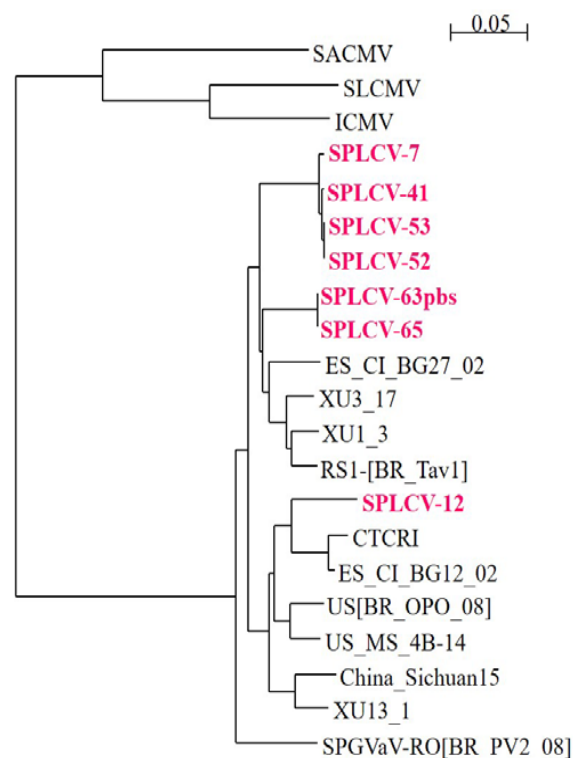 0.05
SACMV
SLCMV
ICMV
SPLCV-7
SPLCV-41
SPLCV-53
SPLCV-52
SPLCV-63pbs
SPLCV-65
ES_CI_BG27_02
XU3_17
XU1_3
RS1-[BR_Tav1]
SPLCV-12
CTCRI
ES_CI_BG12_02
US[BR_OPO_08]
US_MS_4B-14
China_Sichuan15
XU13_1
SPGVaV-RO[BR_PV2_08]